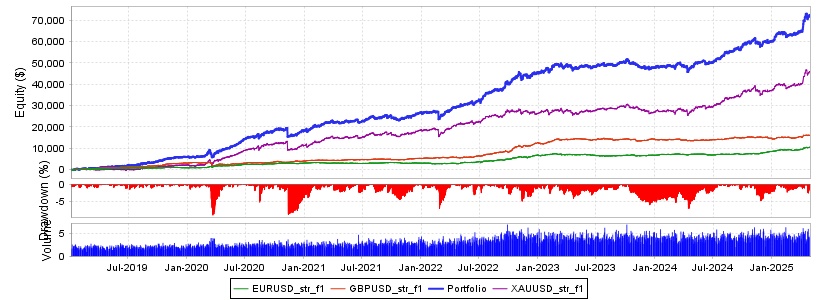 Equity ($)
70,000
60,000
50,000
40,000
30,000
20,000
10,000
0
Drawdown (%)
0
-5
Volume
5
0
Jul-2019 Jan-2020 Jul-2020 Jan-2021 Jul-2021 Jan-2022 Jul-2022 Jan-2023 Jul-2023 Jan-2024 Jul-2024 Jan-2025
EURUSD_str_f1 GBPUSD_str_f1 Portfolio XAUUSD_str_f1